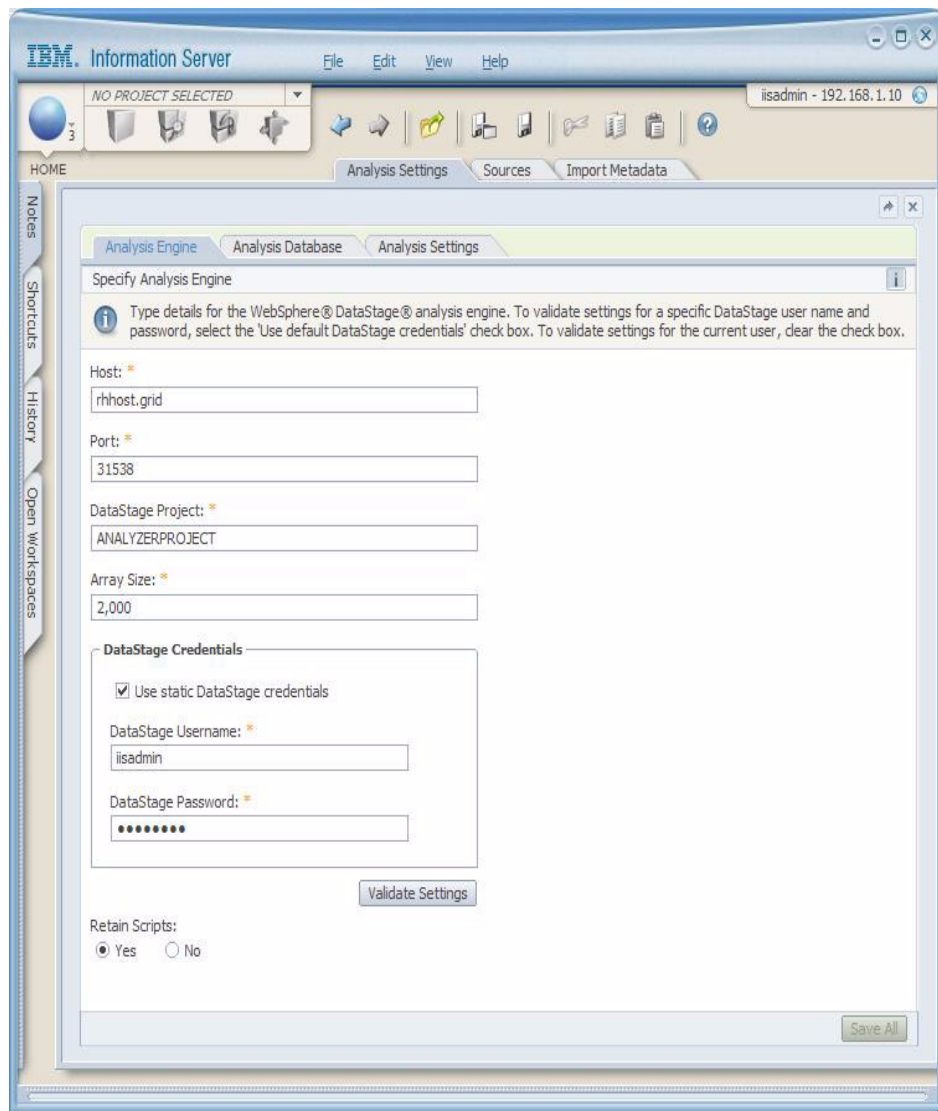 IBM. Information Server File Edit View Help
NO PROJECT SELECTED
iisadmin - 192.168.1.10
3
HOME
Analysis Settings Sources Import Metadata
Notes
Shortcuts
History
Open Workspaces
Analysis Engine Analysis Database Analysis Settings
Specify Analysis Engine
i
i
Type details for the WebSphere® DataStage® analysis engine. To validate settings for a specific DataStage user name and
password, select the 'Use default DataStage credentials' check box. To validate settings for the current user, clear the check box.
Host: *
rhhost.grid
Port: *
31538
DataStage Project: *
ANALYZERPROJECT
Array Size: *
2,000
DataStage Credentials
Use static DataStage credentials
DataStage Username: *
iisadmin
DataStage Password: *
••••••••
Validate Settings
Retain Scripts:
Yes No
Save All